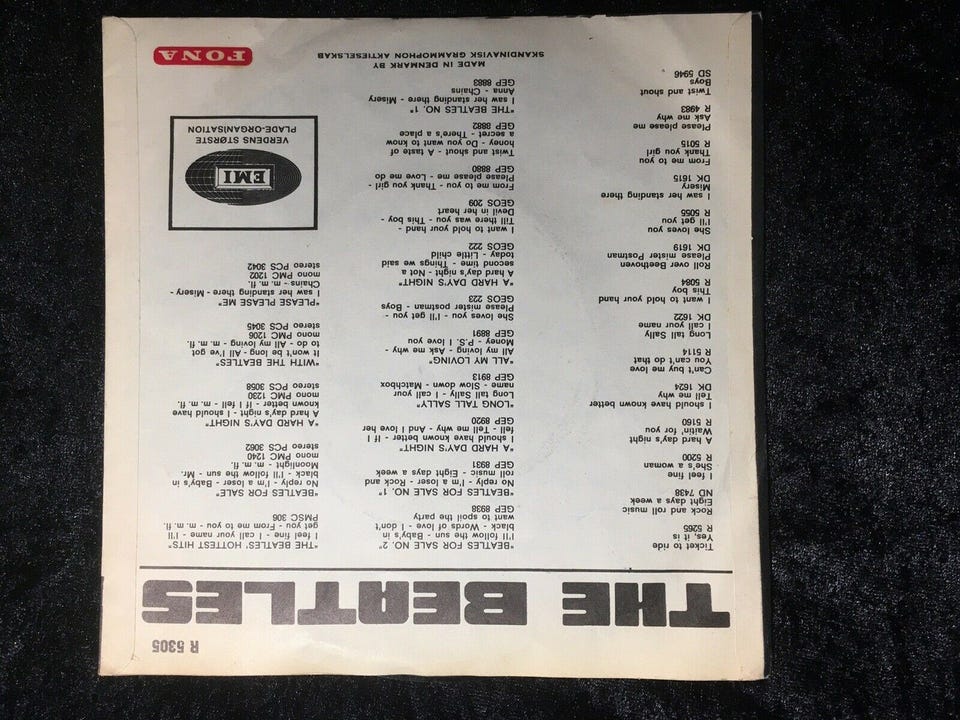 R 5305
THE BEATLES
Ticket to ride
Yes, it is
R 5265
Rock and roll music
Eight days a week
ND 7438
I feel fine
She's a woman
R 5200
A hard day's night
Waitin' for you
R 5160
I should have known better
Tell me why
DK 1624
Can't buy me love
You can't do that
R 5114
Long tall Sally
I call your name
DK 1622
I want to hold your hand
This boy
R 5084
Roll over Beethoven
Please mister Postman
DK 1619
She loves you
I'll get you
R 5055
I saw her standing there
Misery
DK 1615
From me to you
Thank you girl
R 5015
Please please me
Ask me why
R 4983
Twist and shout
Boys
SD 5946
"BEATLES FOR SALE NO. 2"
I'll follow the sun - Baby's in
black - Words of love - I don't
want to spoil the party
GEP 8938
"BEATLES FOR SALE NO. 1"
No reply - I'm a loser - Rock and
roll music - Eight days a week
GEP 8931
"A HARD DAY'S NIGHT"
I should have known better - If I
fell - Tell me why - And I love her
GEP 8920
"LONG TALL SALLY"
Long tall Sally - I call your
name - Slow down - Matchbox
GEP 8913
"ALL MY LOVING"
All my loving - Ask me why -
Money - P.S. I love you
GEP 8891
She loves you - I'll get you -
Please mister postman - Boys
GEOS 223
"A HARD DAY'S NIGHT"
A hard day's night - Not a
second time - Things we said
today - Little child
GEOS 222
I want to hold your hand -
Till there was you - This boy -
Devil in her heart
GEOS 209
From me to you - Thank you girl -
Please please me - Love me do
GEP 8880
Twist and shout - A taste of
honey - Do you want to know
a secret - There's a place
GEP 8882
"THE BEATLES NO. 1"
I saw her standing there - Misery
Anna - Chains
GEP 8883
"THE BEATLES' HOTTEST HITS"
I feel fine - I call your name - I'll
get you - From me to you - m. m. fl.
PMSC 306
"BEATLES FOR SALE"
No reply - I'm a loser - Baby's in
black - I'll follow the sun - Mr.
Moonlight - m. m. fl.
mono PMC 1240
stereo PCS 3062
"A HARD DAY'S NIGHT"
A hard day's night - I should have
known better - If I fell - m. m. fl.
mono PMC 1230
stereo PCS 3058
"WITH THE BEATLES"
It won't be long - All I've got
to do - All my loving - m. m. fl.
mono PMC 1206
stereo PCS 3045
"PLEASE PLEASE ME"
I saw her standing there - Misery -
Chains - m. m. fl.
mono PMC 1202
stereo PCS 3042
EMI
VERDENS STØRSTE
PLADE-ORGANISATION
MADE IN DENMARK BY
SKANDINAVISK GRAMMOPHON AKTIESELSKAB
FONA